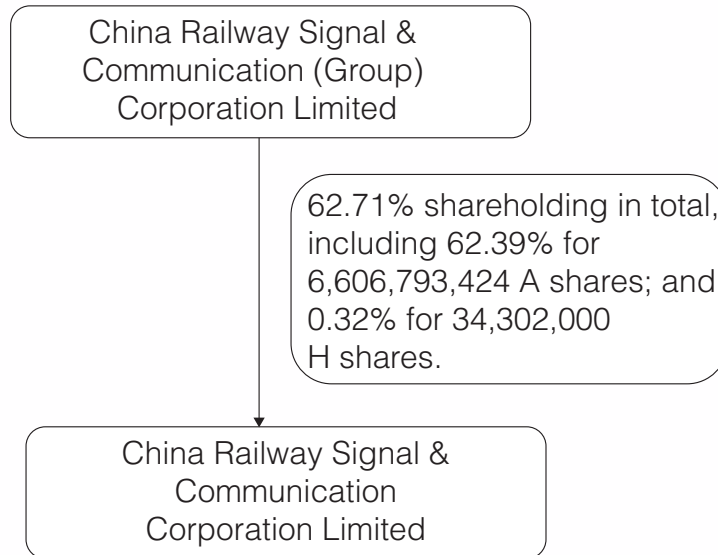 China Railway Signal &
Communication (Group)
Corporation Limited
62.71% shareholding in total,
including 62.39% for
6,606,793,424 A shares; and
0.32% for 34,302,000
H shares.
China Railway Signal &
Communication
Corporation Limited